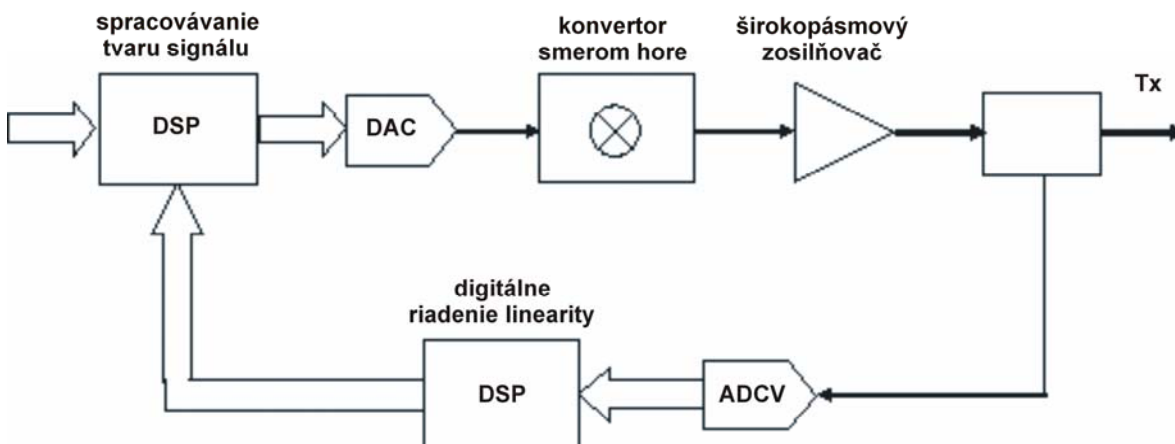 spracovávanie
tvaru signálu
konvertor
smerom hore
širokopásmový
zosilňovač
Tx
DSP
DAC
digitálne
riadenie linearity
DSP
ADCV